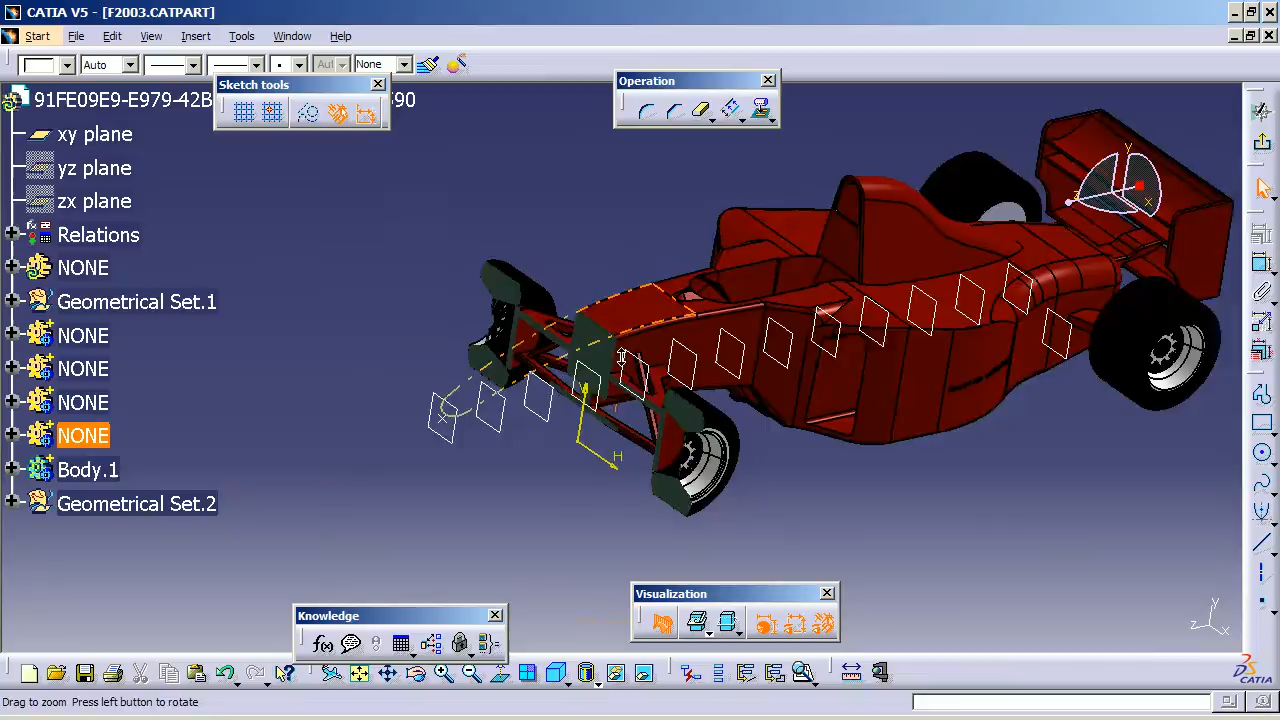 CATIA V5 - [F2003.CATPART]
Start File Edit View Insert Tools Window Help
Auto Aut None
Sketch tools
Operation
91FE09E9-E979-42B
90
xy plane
yz plane
zx plane
Relations
NONE
Geometrical Set.1
NONE
NONE
NONE
NONE
Body.1
Geometrical Set.2
Y
Z
X
H
Knowledge
Visualization
f(x)
y
z
x
CATIA
Drag to zoom Press left button to rotate